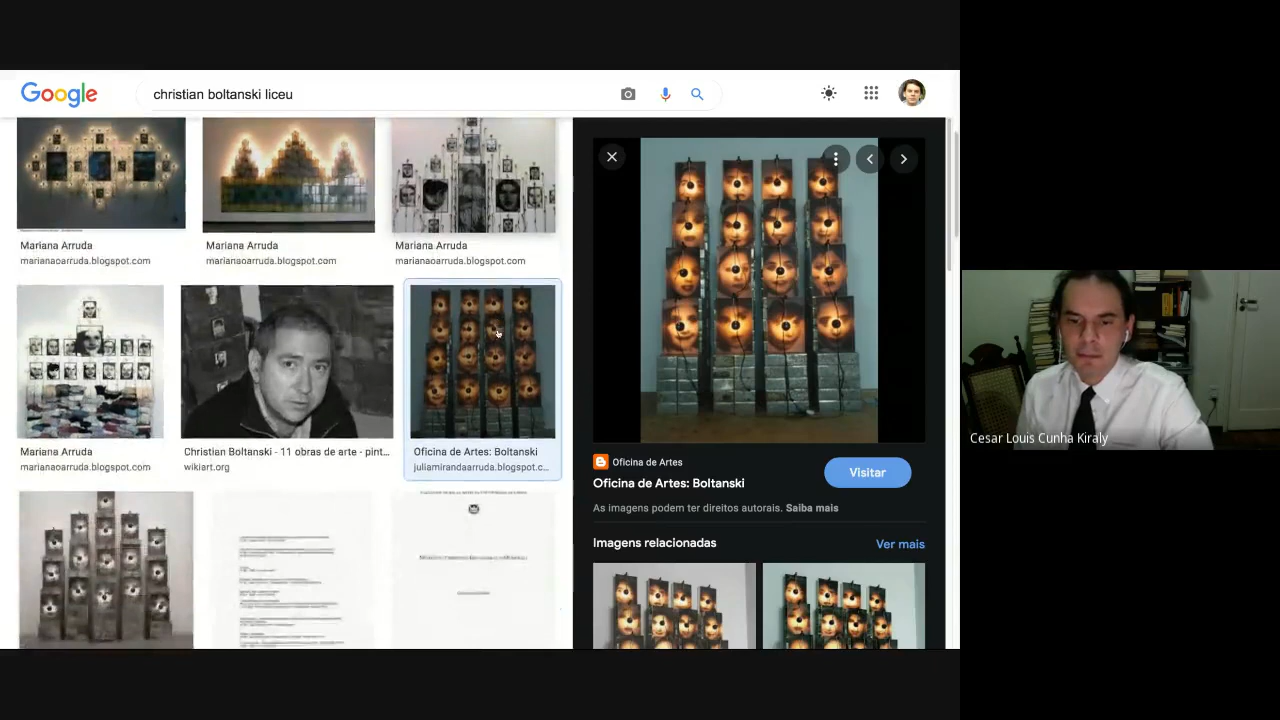 Google
christian boltanski liceu
Mariana Arruda
marianaoarruda.blogspot.com
Mariana Arruda
marianaoarruda.blogspot.com
Mariana Arruda
marianaoarruda.blogspot.com
Mariana Arruda
marianaoarruda.blogspot.com
Christian Boltanski - 11 obras de arte - pint...
wikiart.org
Oficina de Artes: Boltanski
juliamirandaarruda.blogspot.c...
Oficina de Artes
Oficina de Artes: Boltanski
Visitar
As imagens podem ter direitos autorais. Saiba mais
Imagens relacionadas
Ver mais
Cesar Louis Cunha Kiraly